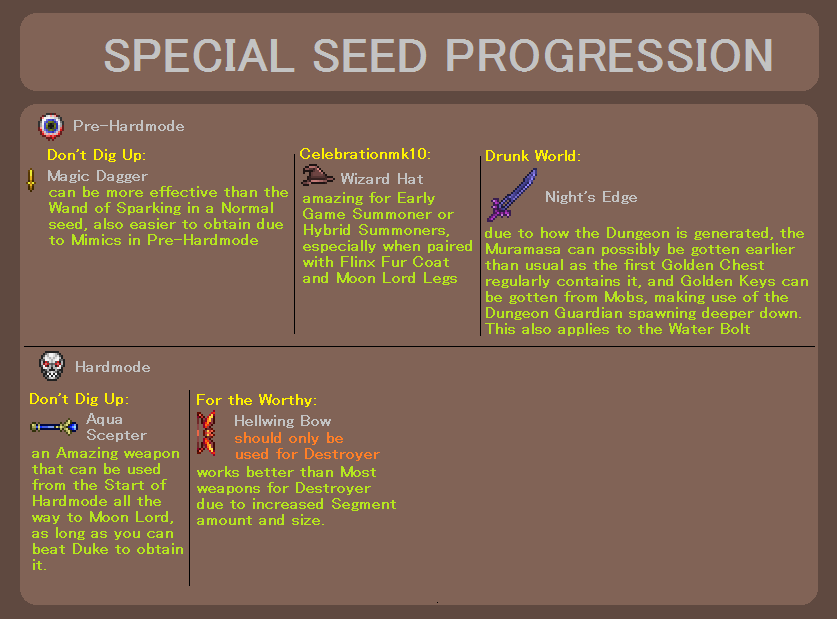 SPECIAL SEED PROGRESSION
Pre-Hardmode
Don't Dig Up:
Magic Dagger
can be more effective than the
Wand of Sparking in a Normal
seed, also easier to obtain due
to Mimics in Pre-Hardmode
Celebrationmk10:
Wizard Hat
amazing for Early
Game Summoner or
Hybrid Summoners,
especially when paired
with Flinx Fur Coat
and Moon Lord Legs
Drunk World:
Night's Edge
due to how the Dungeon is generated, the
Muramasa can possibly be gotten earlier
than usual as the first Golden Chest
regularly contains it, and Golden Keys can
be gotten from Mobs, making use of the
Dungeon Guardian spawning deeper down.
This also applies to the Water Bolt
Hardmode
Don't Dig Up:
Aqua
Scepter
an Amazing weapon
that can be used
from the Start of
Hardmode all the
way to Moon Lord,
as long as you can
beat Duke to obtain
it.
For the Worthy:
Hellwing Bow
should only be
used for Destroyer
works better than Most
weapons for Destroyer
due to increased Segment
amount and size.